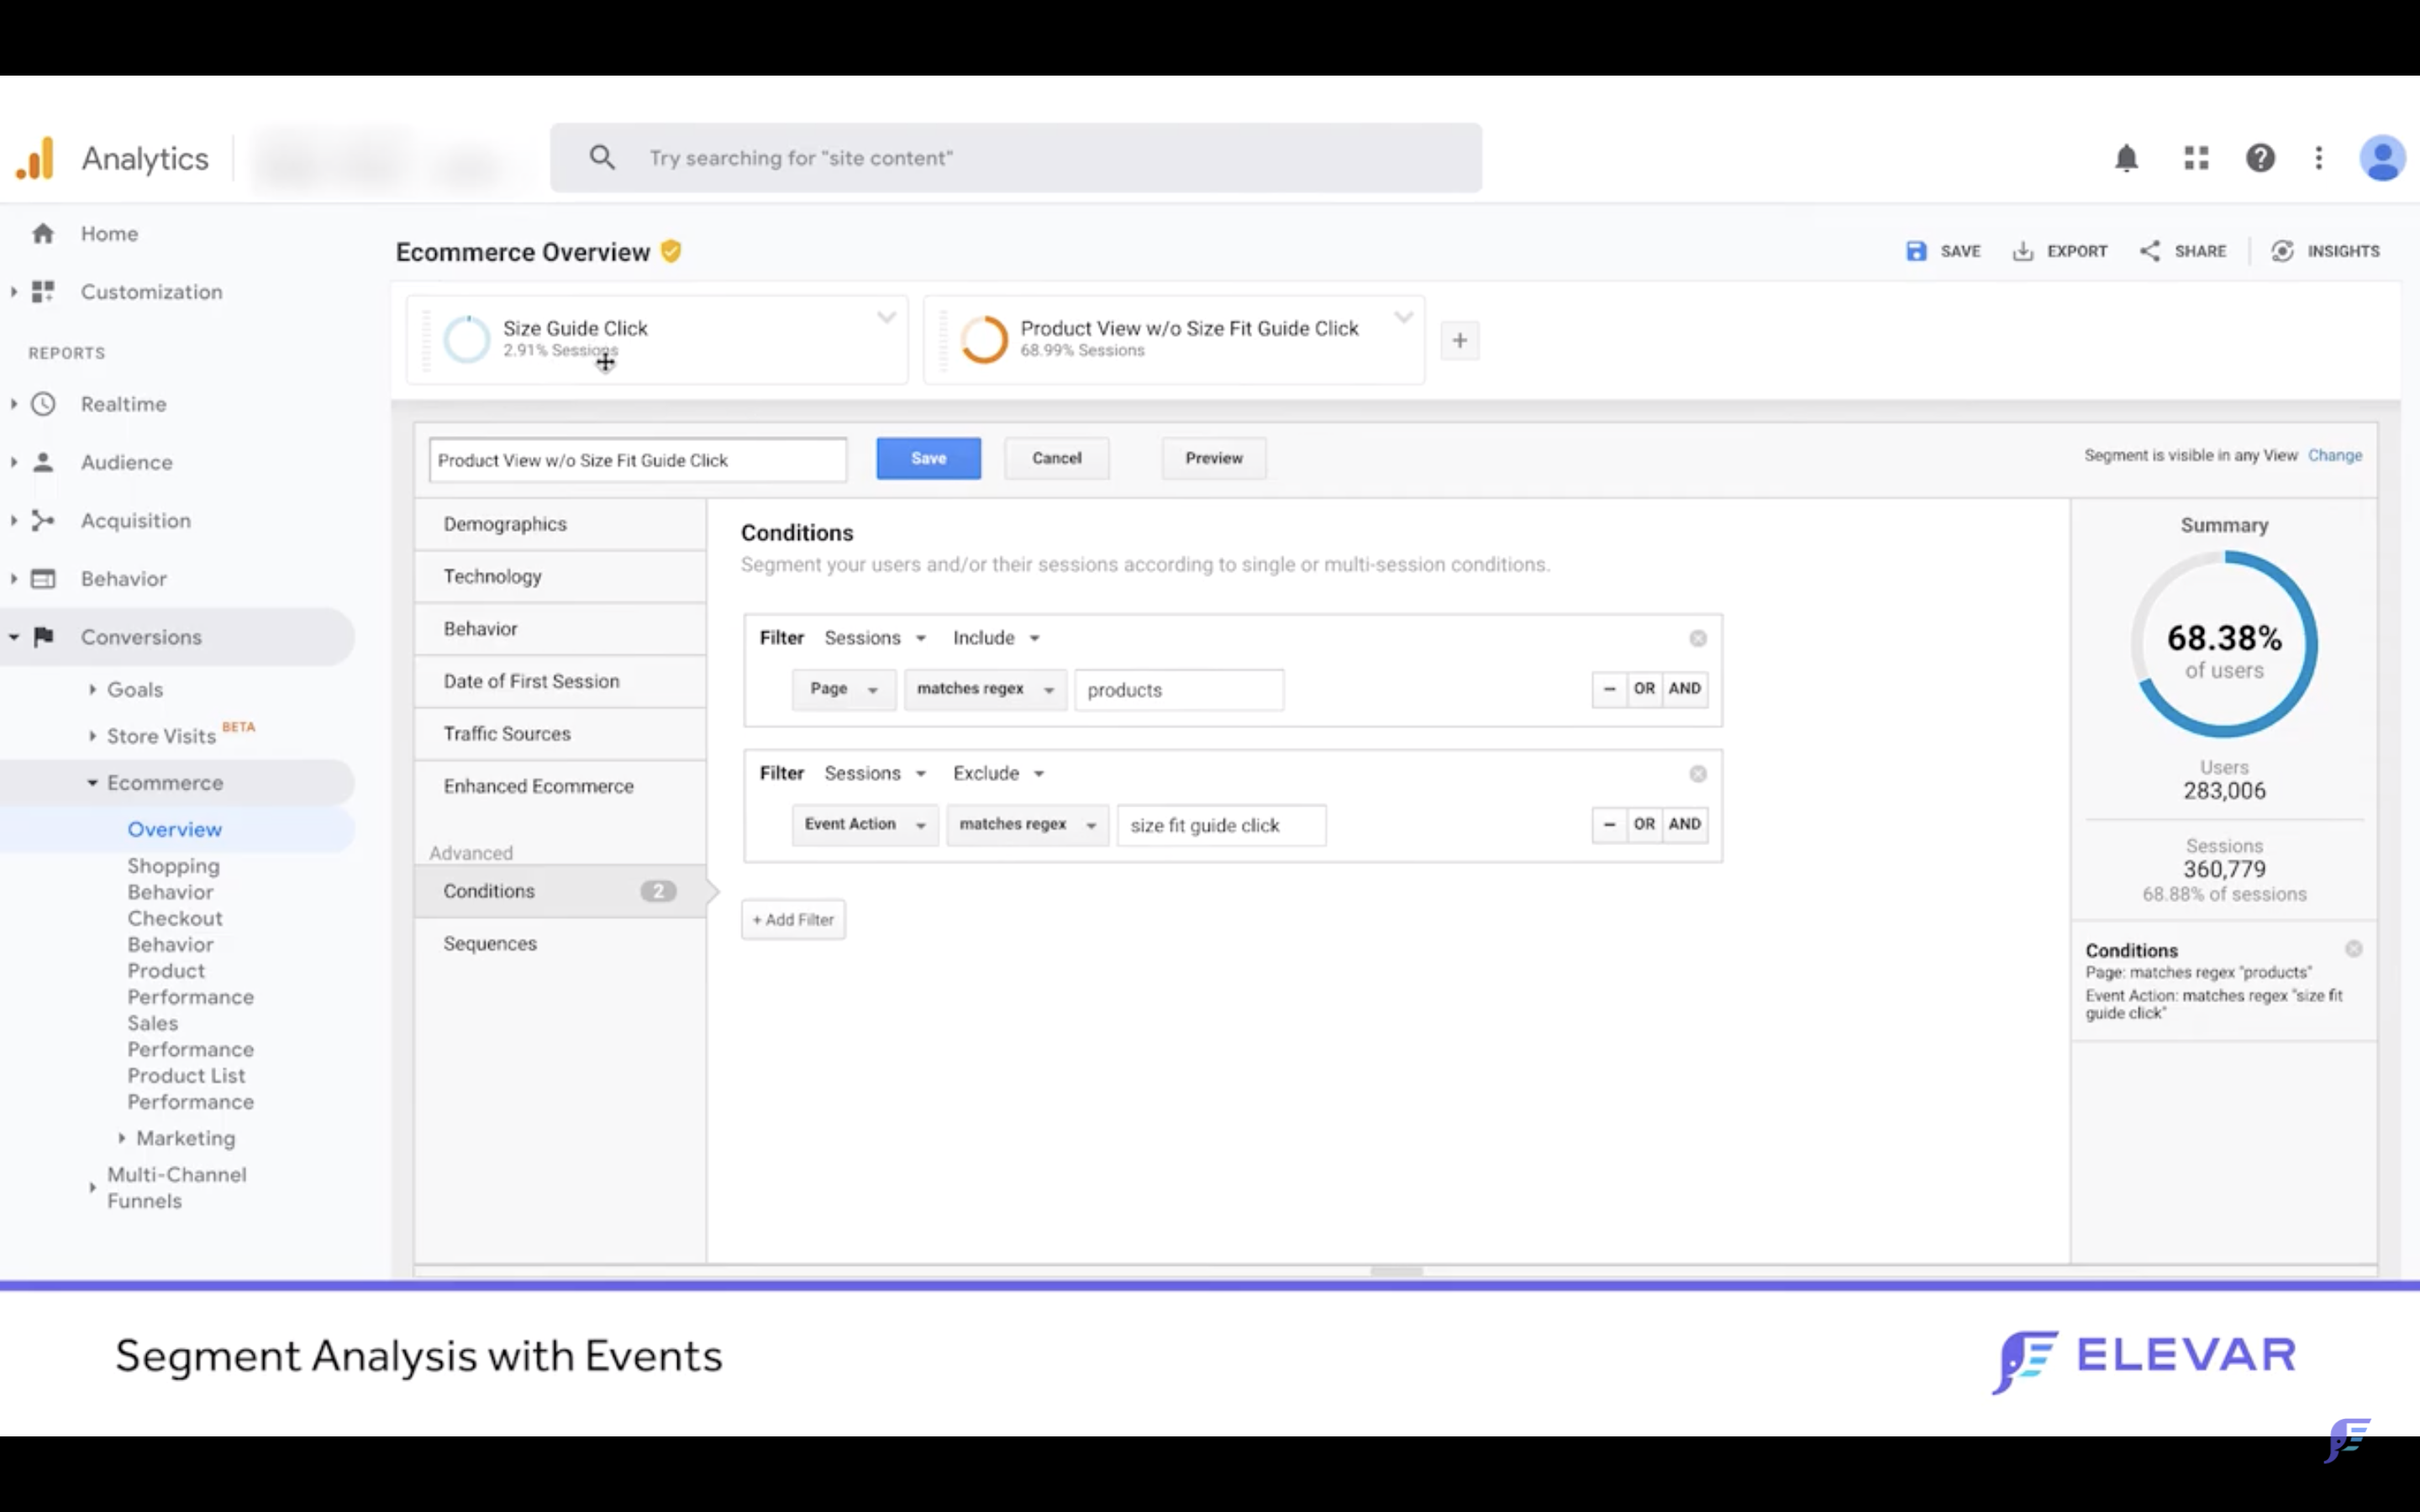 Analytics
Try searching for "site content"
Home
Customization
REPORTS
Realtime
Audience
Acquisition
Behavior
Conversions
Goals
Store Visits BETA
Ecommerce
Overview
Shopping
Behavior
Checkout
Behavior
Product
Performance
Sales
Performance
Product List
Performance
Marketing
Multi-Channel
Funnels
Ecommerce Overview
SAVE
EXPORT
SHARE
INSIGHTS
Size Guide Click
2.91% Sessions
Product View w/o Size Fit Guide Click
68.99% Sessions
+
Product View w/o Size Fit Guide Click
Save
Cancel
Preview
Segment is visible in any View Change
Demographics
Technology
Behavior
Date of First Session
Traffic Sources
Enhanced Ecommerce
Advanced
Conditions 2
Sequences
Conditions
Segment your users and/or their sessions according to single or multi-session conditions.
Filter Sessions Include
Page matches regex products – OR AND
Filter Sessions Exclude
Event Action matches regex size fit guide click – OR AND
+ Add Filter
Summary
68.38%
of users
Users
283,006
Sessions
360,779
68.88% of sessions
Conditions
Page: matches regex "products"
Event Action: matches regex "size fit
guide click"
Segment Analysis with Events
ELEVAR